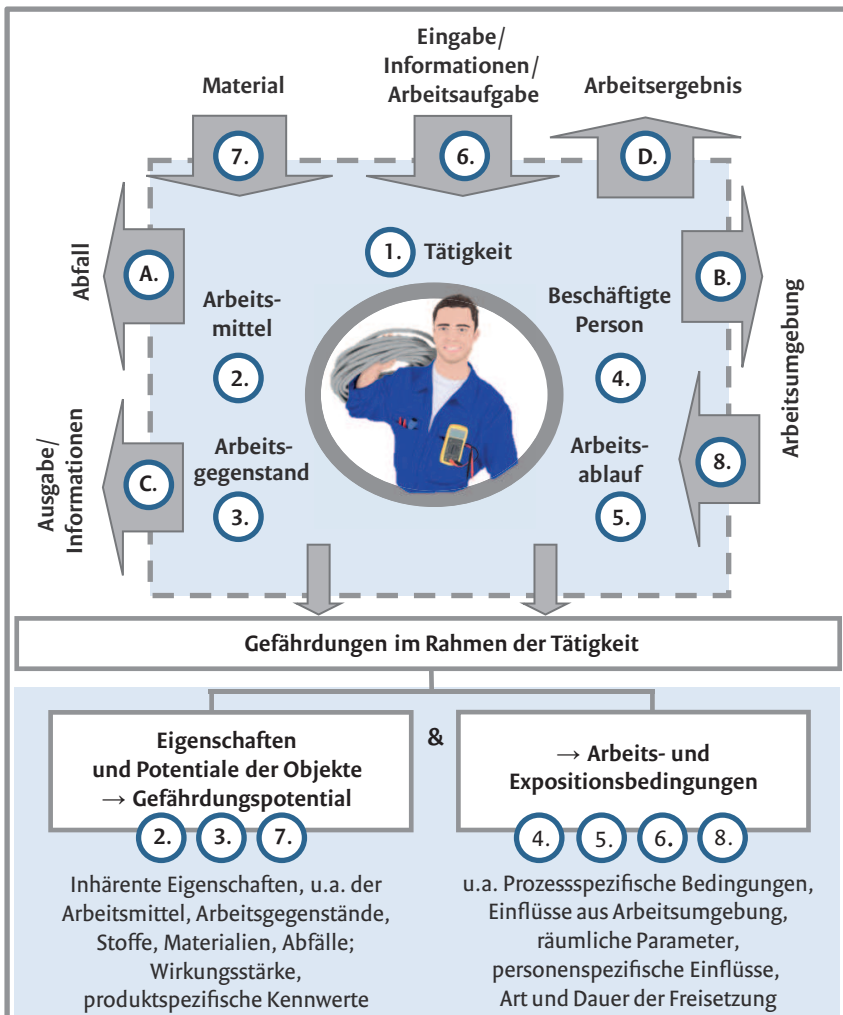 Eingabe/
Informationen/
Arbeitsaufgabe
Material
Arbeitsergebnis
7.
6.
D.
1. Tätigkeit
Abfall
A.
B.
Arbeitsumgebung
Arbeits-
mittel
2.
Beschäftigte
Person
4.
Ausgabe/
Informationen
C.
Arbeits-
gegenstand
3.
Arbeits-
ablauf
5.
8.
Gefährdungen im Rahmen der Tätigkeit
Eigenschaften
und Potentiale der Objekte
→ Gefährdungspotential
&
→ Arbeits- und
Expositionsbedingungen
2. 3. 7.
4. 5. 6. 8.
Inhärente Eigenschaften, u.a. der
Arbeitsmittel, Arbeitsgegenstände,
Stoffe, Materialien, Abfälle;
Wirkungsstärke,
produktspezifische Kennwerte
u.a. Prozessspezifische Bedingungen,
Einflüsse aus Arbeitsumgebung,
räumliche Parameter,
personenspezifische Einflüsse,
Art und Dauer der Freisetzung